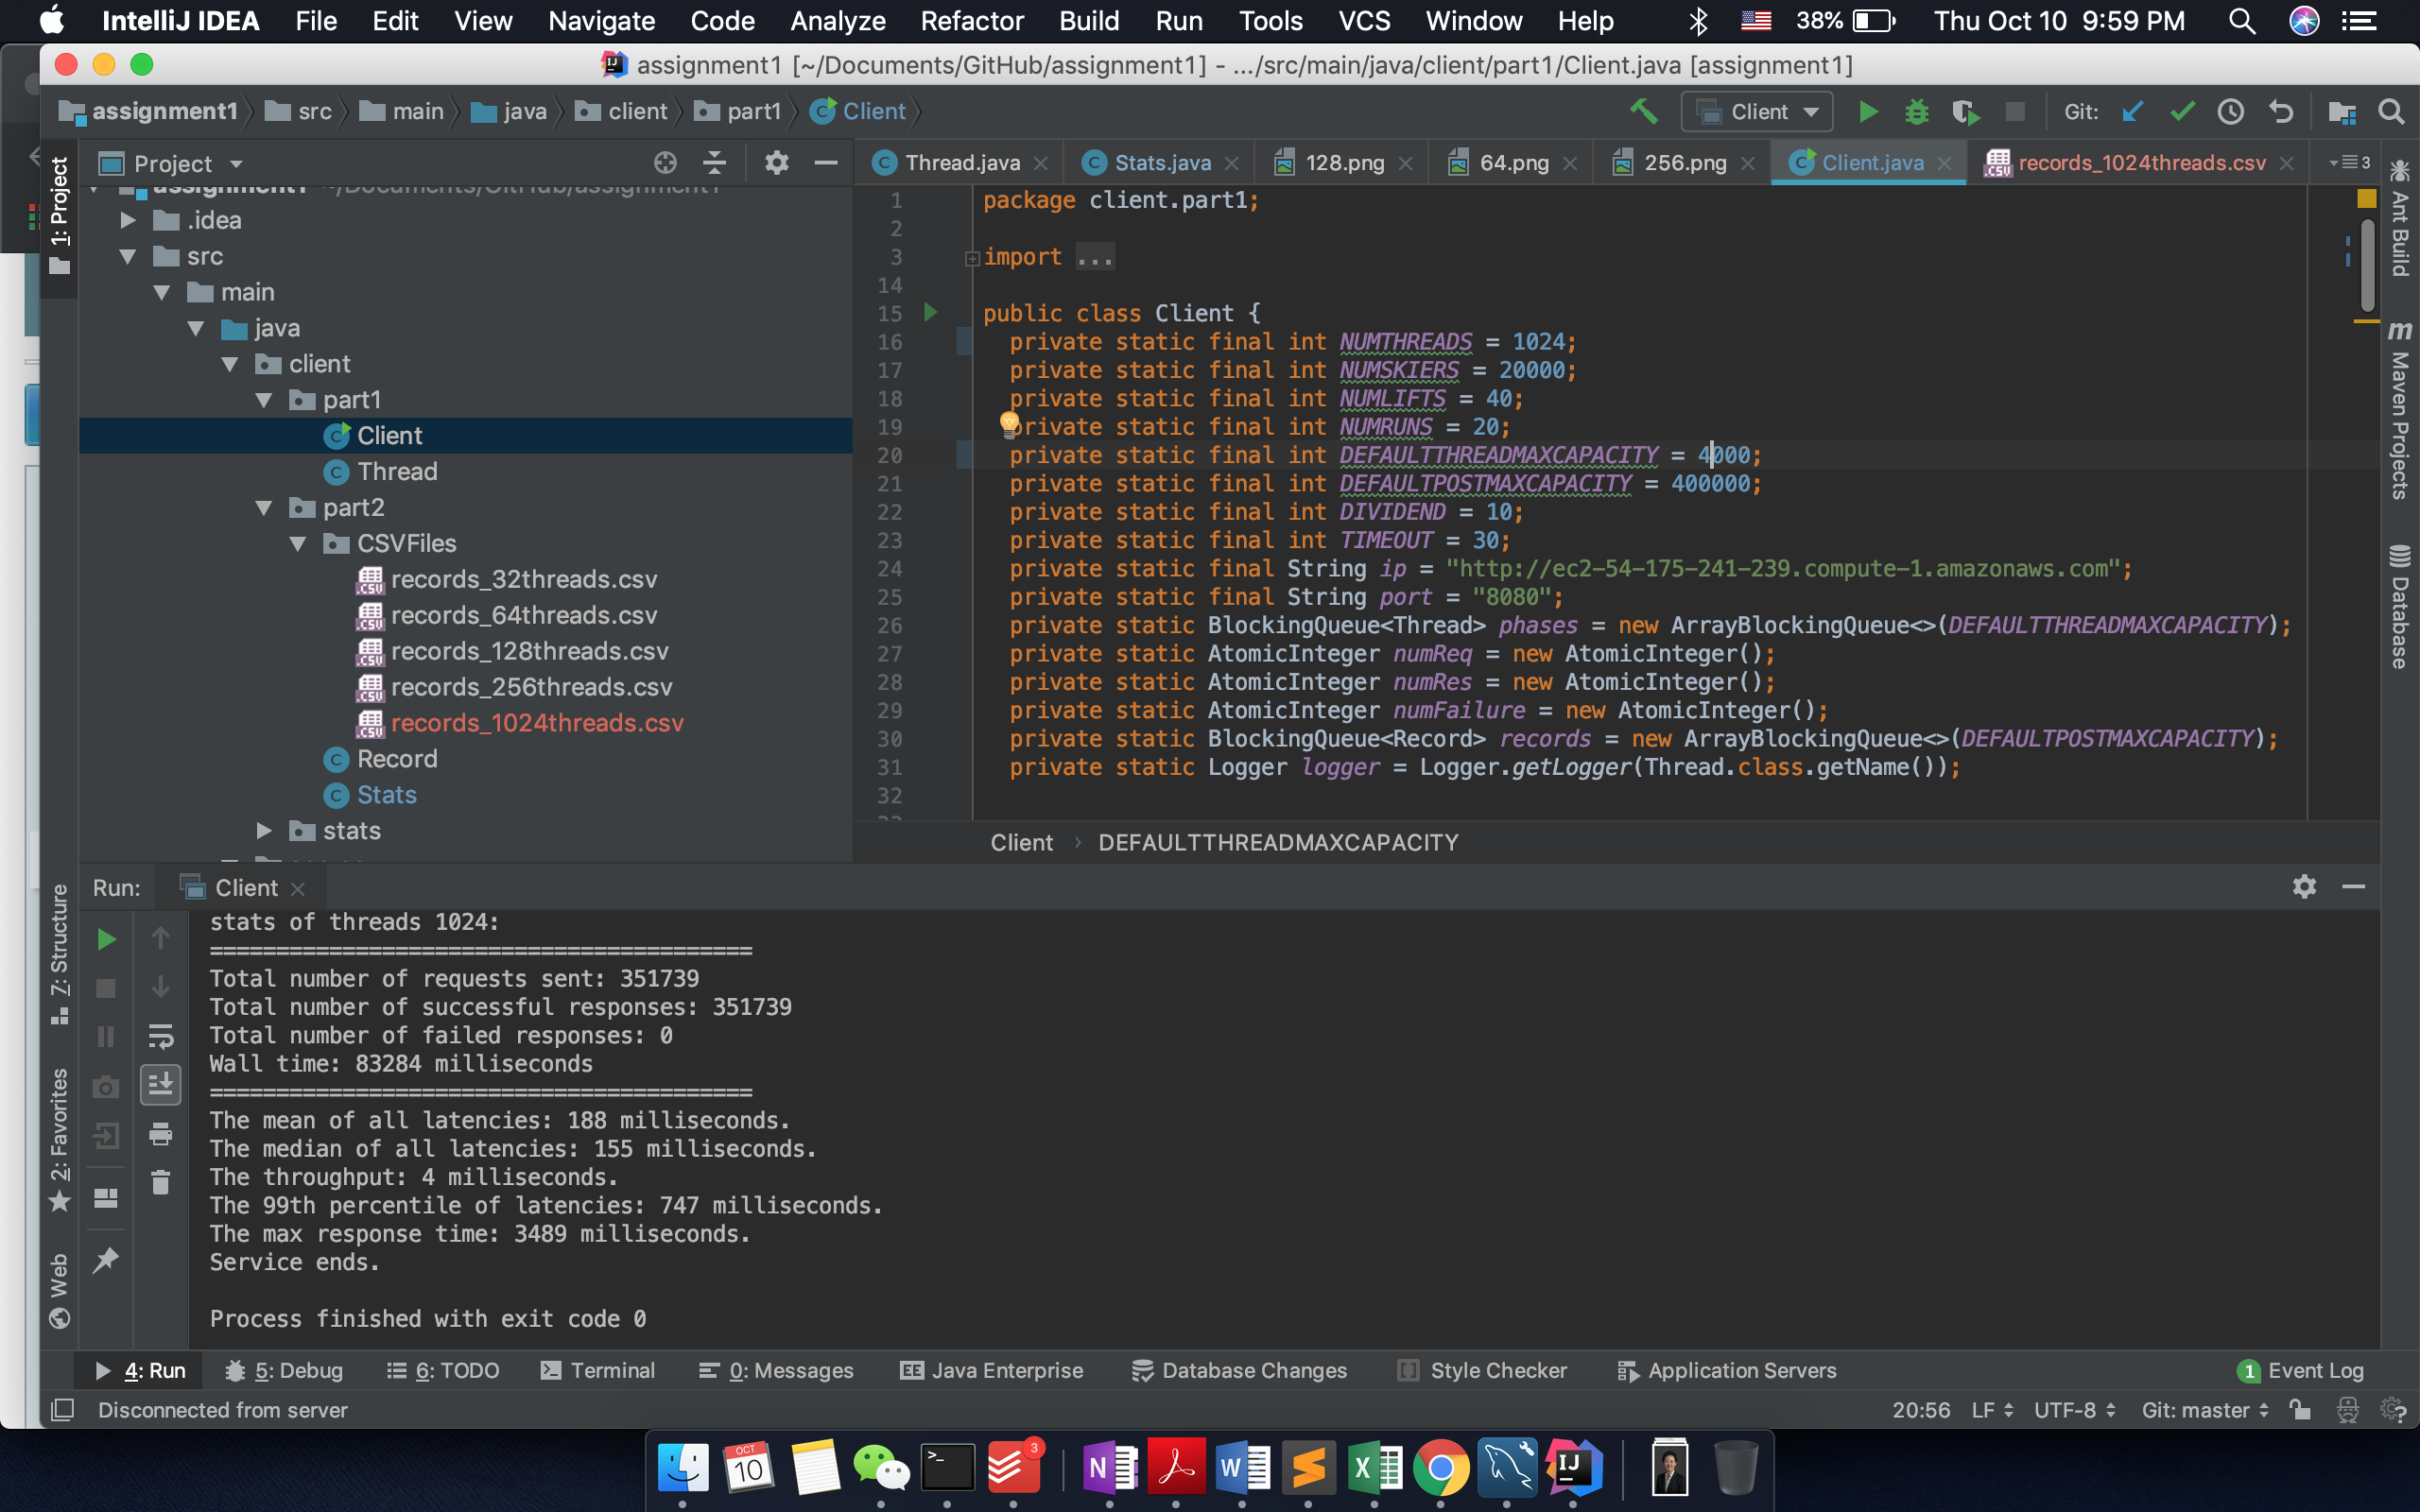 IntelliJ IDEA File Edit View Navigate Code Analyze Refactor Build Run Tools VCS Window Help 38% Thu Oct 10 9:59 PM
assignment1 [~/Documents/GitHub/assignment1] - .../src/main/java/client/part1/Client.java [assignment1]
assignment1 src main java client part1 Client Client Git:
1: Project
Project
Thread.java Stats.java 128.png 64.png 256.png Client.java records_1024threads.csv 3
assignment1 ~/Documents/GitHub/assignment1
.idea
src
main
java
client
part1
Client
Thread
part2
CSVFiles
records_32threads.csv
records_64threads.csv
records_128threads.csv
records_256threads.csv
records_1024threads.csv
Record
Stats
stats
1 package client.part1;
2
3 import ...
14
15 public class Client {
16 private static final int NUMTHREADS = 1024;
17 private static final int NUMSKIERS = 20000;
18 private static final int NUMLIFTS = 40;
19 private static final int NUMRUNS = 20;
20 private static final int DEFAULTTHREADMAXCAPACITY = 4000;
21 private static final int DEFAULTPOSTMAXCAPACITY = 400000;
22 private static final int DIVIDEND = 10;
23 private static final int TIMEOUT = 30;
24 private static final String ip = "http://ec2-54-175-241-239.compute-1.amazonaws.com";
25 private static final String port = "8080";
26 private static BlockingQueue<Thread> phases = new ArrayBlockingQueue<>(DEFAULTTHREADMAXCAPACITY);
27 private static AtomicInteger numReq = new AtomicInteger();
28 private static AtomicInteger numRes = new AtomicInteger();
29 private static AtomicInteger numFailure = new AtomicInteger();
30 private static BlockingQueue<Record> records = new ArrayBlockingQueue<>(DEFAULTPOSTMAXCAPACITY);
31 private static Logger logger = Logger.getLogger(Thread.class.getName());
32
Client DEFAULTTHREADMAXCAPACITY
Ant Build
m Maven Projects
Database
7: Structure
2: Favorites
Web
Run: Client
stats of threads 1024:
=========================================
Total number of requests sent: 351739
Total number of successful responses: 351739
Total number of failed responses: 0
Wall time: 83284 milliseconds
=========================================
The mean of all latencies: 188 milliseconds.
The median of all latencies: 155 milliseconds.
The throughput: 4 milliseconds.
The 99th percentile of latencies: 747 milliseconds.
The max response time: 3489 milliseconds.
Service ends.
Process finished with exit code 0
4: Run 5: Debug 6: TODO Terminal 0: Messages Java Enterprise Database Changes Style Checker Application Servers 1 Event Log
Disconnected from server 20:56 LF UTF-8 Git: master
OCT
10
3
N
W
X
IJ